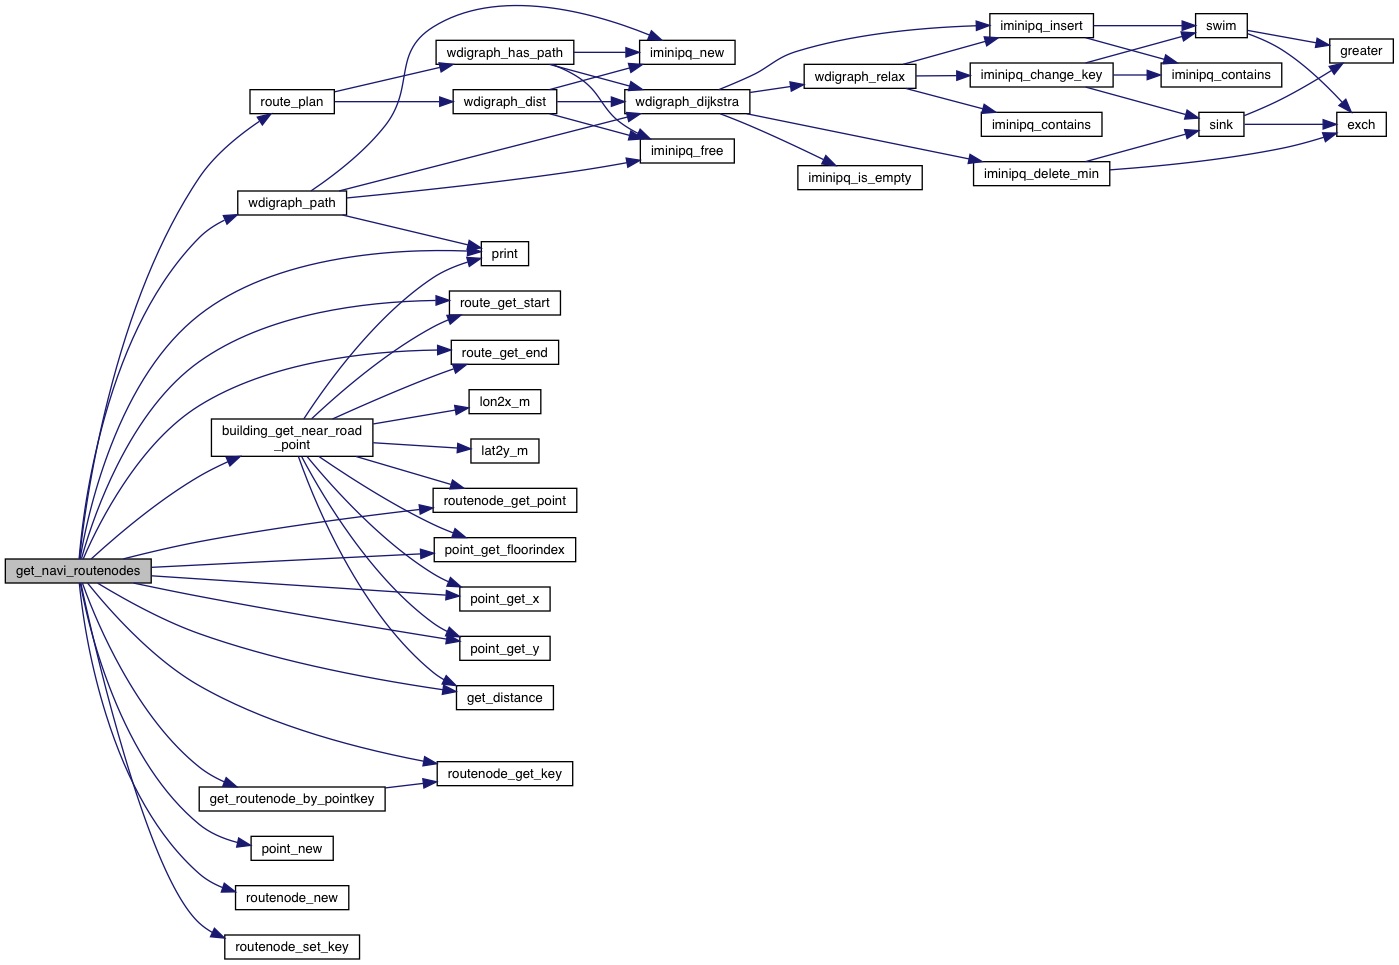 get_navi_routenodes
route_plan
wdigraph_path
building_get_near_road
_point
get_routenode_by_pointkey
point_new
routenode_new
routenode_set_key
wdigraph_has_path
wdigraph_dist
print
route_get_start
route_get_end
lon2x_m
lat2y_m
routenode_get_point
point_get_floorindex
point_get_x
point_get_y
get_distance
routenode_get_key
iminipq_new
wdigraph_dijkstra
iminipq_free
wdigraph_relax
iminipq_is_empty
iminipq_insert
iminipq_change_key
iminipq_contains
iminipq_delete_min
swim
iminipq_contains
sink
greater
exch